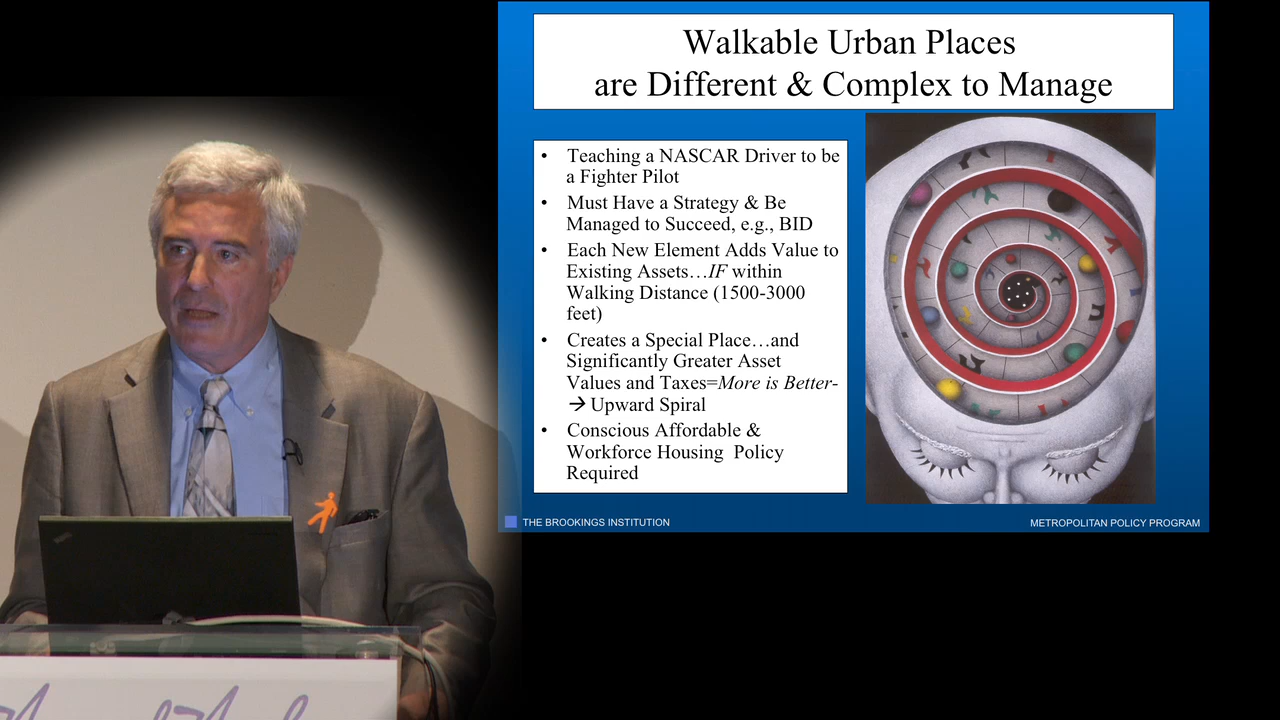 Walkable Urban Places
are Different & Complex to Manage
• Teaching a NASCAR Driver to be
a Fighter Pilot
• Must Have a Strategy & Be
Managed to Succeed, e.g., BID
• Each New Element Adds Value to
Existing Assets…IF within
Walking Distance (1500-3000
feet)
• Creates a Special Place…and
Significantly Greater Asset
Values and Taxes=More is Better-
→ Upward Spiral
• Conscious Affordable &
Workforce Housing Policy
Required
THE BROOKINGS INSTITUTION
METROPOLITAN POLICY PROGRAM